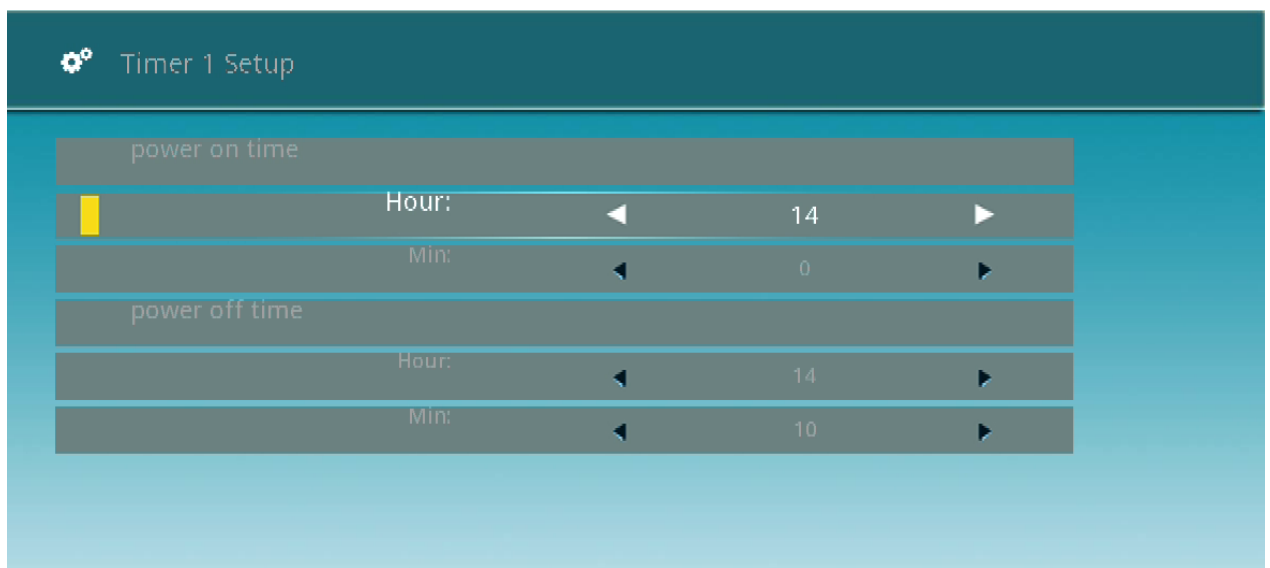 Timer 1 Setup
power on time
Hour: 14
Min: 0
power off time
Hour: 14
Min: 10